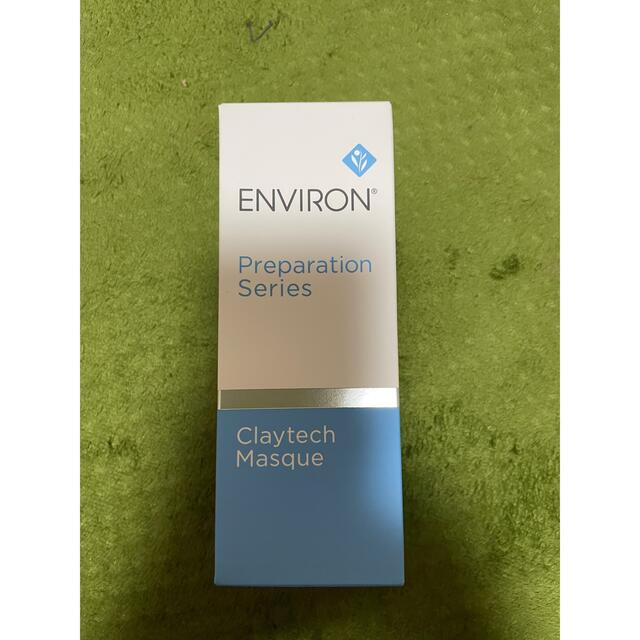 ENVIRON®
Preparation
Series
Claytech
Masque